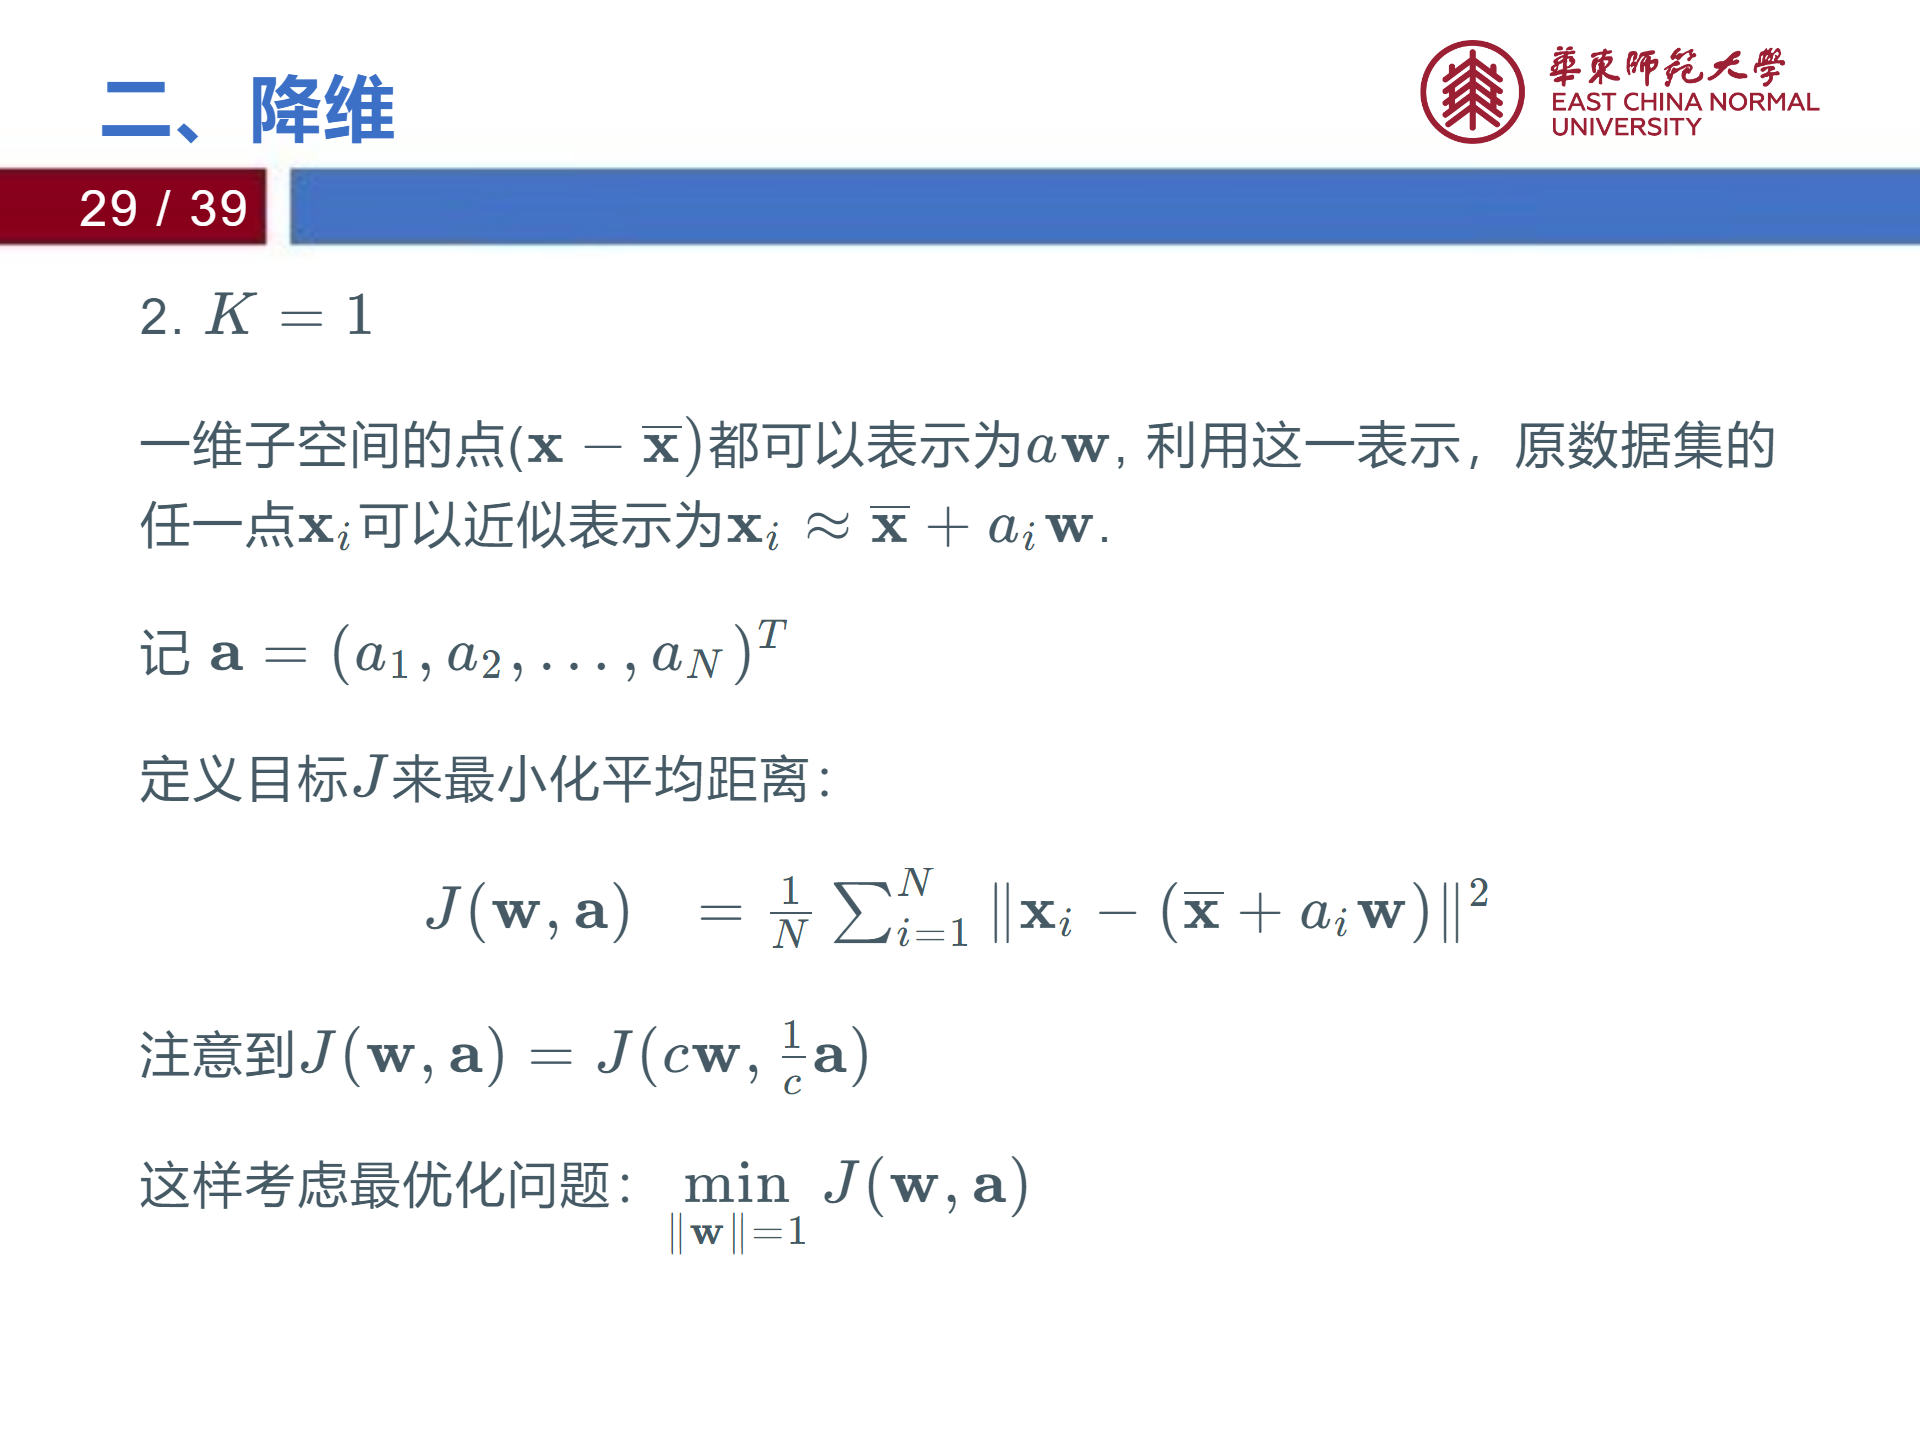 二、降维
華東師範大學
EAST CHINA NORMAL
UNIVERSITY
29 / 39
2. K = 1
一维子空间的点(x − x̄)都可以表示为aw, 利用这一表示，原数据集的
任一点xᵢ可以近似表示为xᵢ ≈ x̄ + aᵢw.
记 a = (a₁, a₂, . . . , a_N)^T
定义目标J来最小化平均距离：
J(w, a) = \frac{1}{N} ∑_{i=1}^{N} ‖xᵢ − (x̄ + aᵢw)‖²
注意到J(w, a) = J(cw, \frac{1}{c}a)
这样考虑最优化问题： \min_{‖w‖=1} J(w, a)